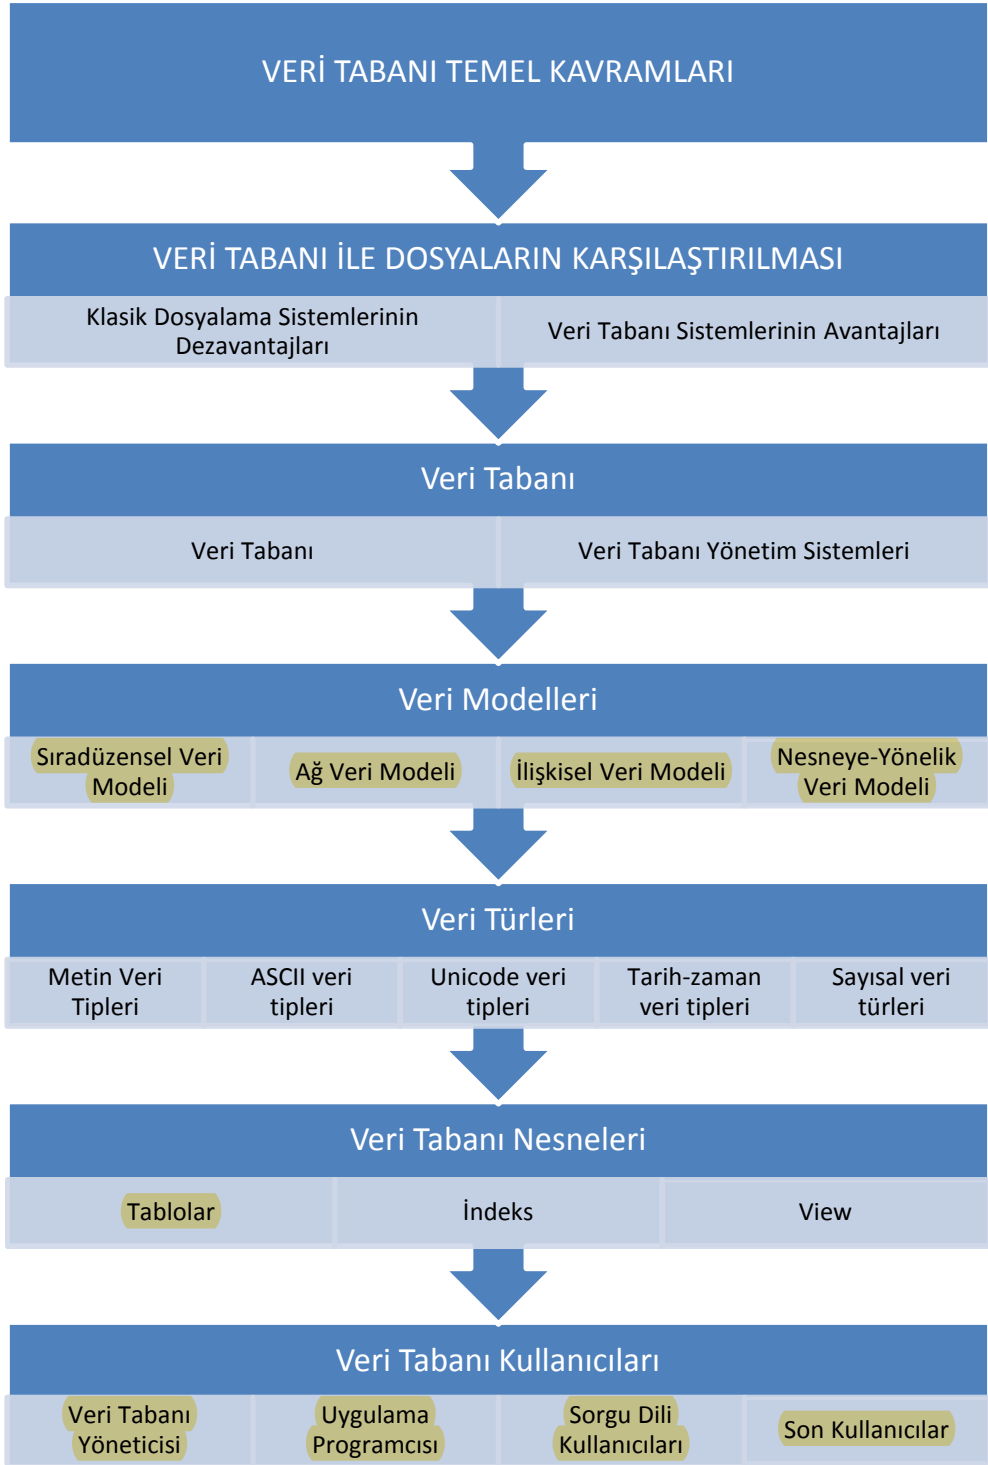 VERİ TABANI TEMEL KAVRAMLARI
VERİ TABANI İLE DOSYALARIN KARŞILAŞTIRILMASI
Klasik Dosyalama Sistemlerinin
Dezavantajları
Veri Tabanı Sistemlerinin Avantajları
Veri Tabanı
Veri Tabanı
Veri Tabanı Yönetim Sistemleri
Veri Modelleri
Sıradüzensel Veri
Modeli
Ağ Veri Modeli
İlişkisel Veri Modeli
Nesneye-Yönelik
Veri Modeli
Veri Türleri
Metin Veri
Tipleri
ASCII veri
tipleri
Unicode veri
tipleri
Tarih-zaman
veri tipleri
Sayısal veri
türleri
Veri Tabanı Nesneleri
Tablolar
İndeks
View
Veri Tabanı Kullanıcıları
Veri Tabanı
Yöneticisi
Uygulama
Programcısı
Sorgu Dili
Kullanıcıları
Son Kullanıcılar